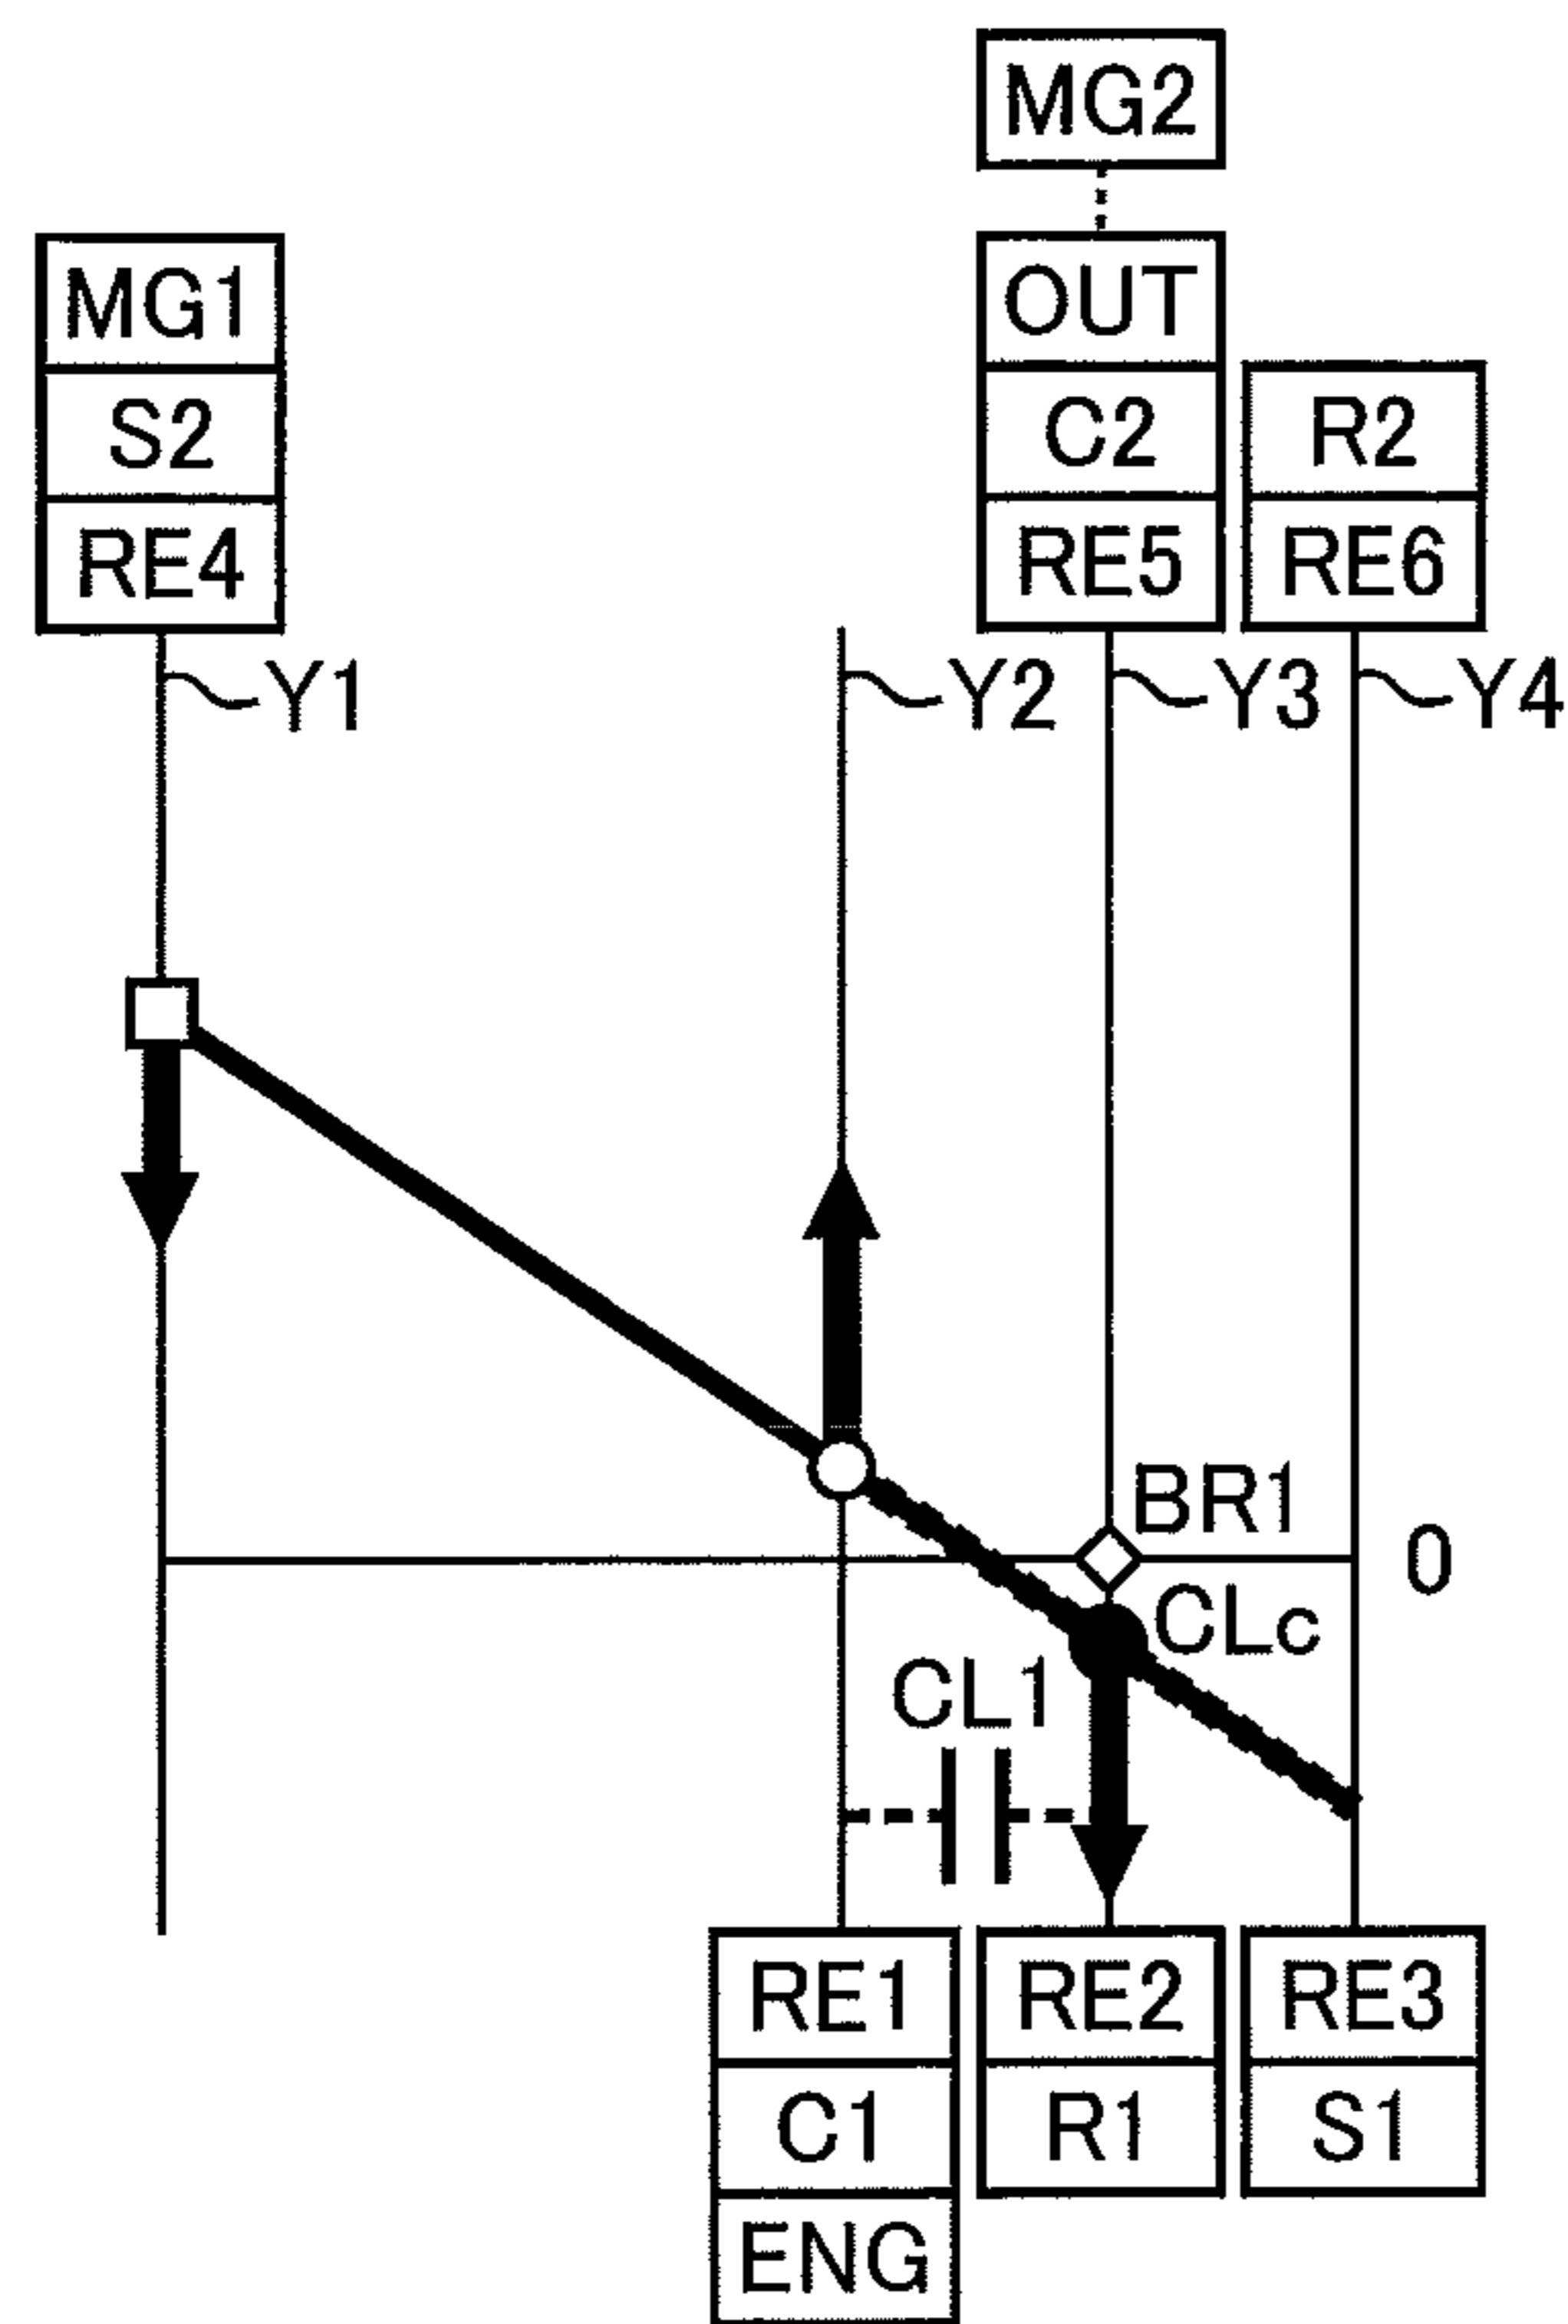 MG2
MG1
OUT
S2
C2
R2
RE4
RE5
RE6
Y1
Y2
Y3
Y4
BR1
0
CLc
CL1
RE1
RE2
RE3
C1
R1
S1
ENG